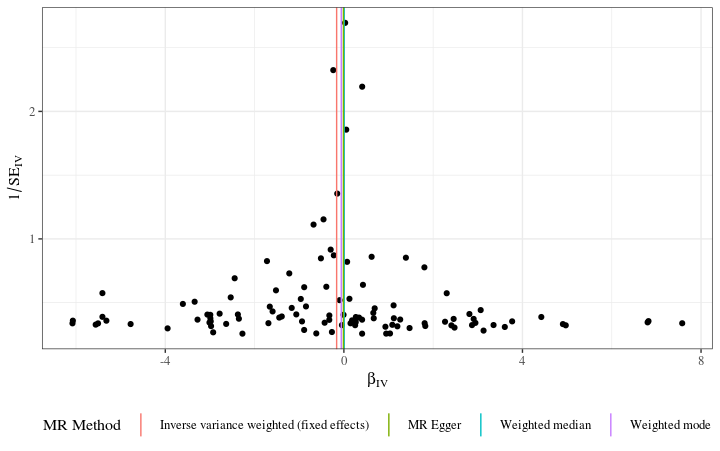 2
1
1/SE_IV
-4
0
4
8
β_IV
MR Method
Inverse variance weighted (fixed effects)
MR Egger
Weighted median
Weighted mode